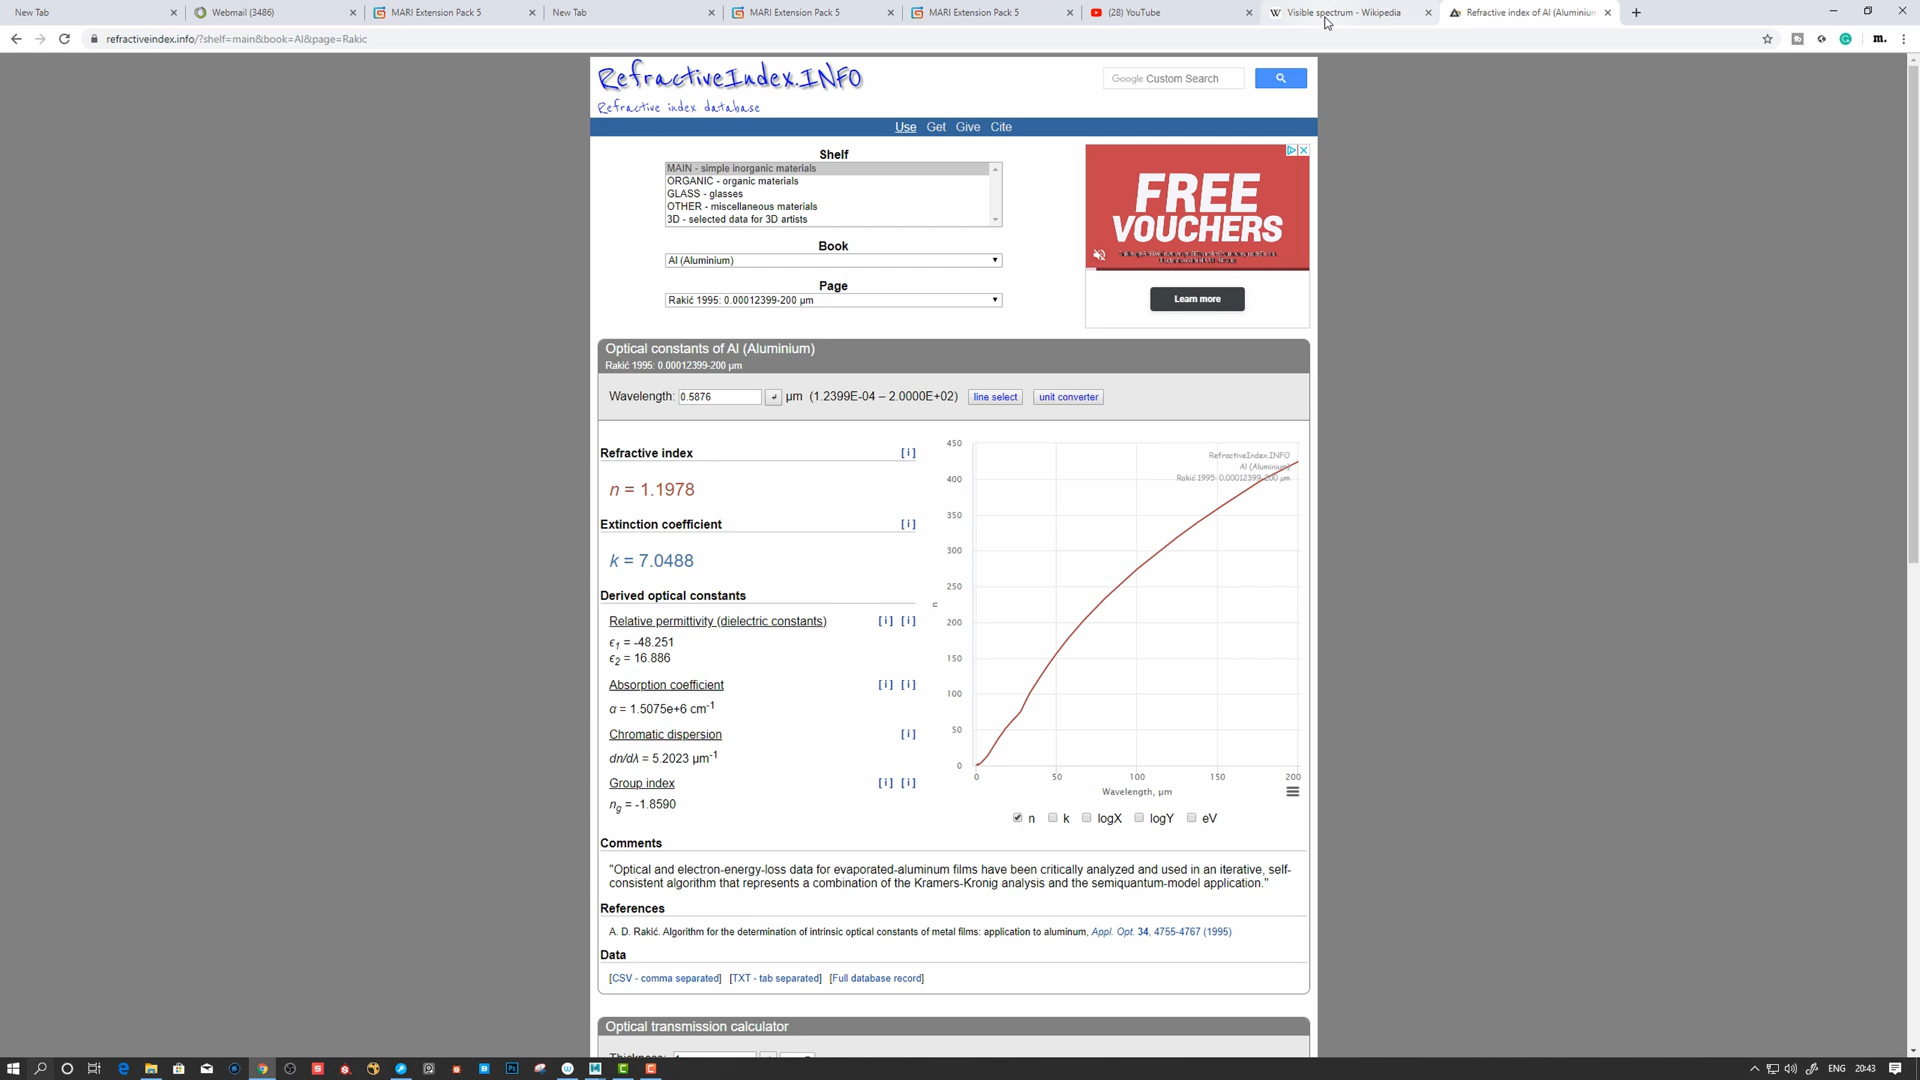 New Tab
Webmail (3486)
MARI Extension Pack 5
New Tab
MARI Extension Pack 5
MARI Extension Pack 5
(28) YouTube
Visible spectrum - Wikipedia
Refractive index of Al (Aluminium
refractiveindex.info/?shelf=main&book=Al&page=Rakic
RefractiveIndex.INFO
Refractive index database
Google Custom Search
Use Get Give Cite
Shelf
MAIN - simple inorganic materials
ORGANIC - organic materials
GLASS - glasses
OTHER - miscellaneous materials
3D - selected data for 3D artists
Book
Al (Aluminium)
Page
Rakić 1995: 0.00012399-200 µm
FREE
VOUCHERS
Learn more
Optical constants of Al (Aluminium)
Rakić 1995: 0.00012399-200 µm
Wavelength: 0.5876 µm (1.2399E-04 – 2.0000E+02) line select unit converter
Refractive index [ i ]
n = 1.1978
Extinction coefficient [ i ]
k = 7.0488
Derived optical constants
Relative permittivity (dielectric constants) [ i ] [ i ]
ϵ1 = -48.251
ϵ2 = 16.886
Absorption coefficient [ i ] [ i ]
α = 1.5075e+6 cm-1
Chromatic dispersion [ i ]
dn/dλ = 5.2023 µm-1
Group index [ i ] [ i ]
ng = -1.8590
RefractiveIndex.INFO
Al (Aluminium)
Rakić 1995: 0.00012399-200 µm
450
400
350
300
250
200
150
100
50
0
n
0 50 100 150 200
Wavelength, µm
n k logX logY eV
Comments
"Optical and electron-energy-loss data for evaporated-aluminum films have been critically analyzed and used in an iterative, self-
consistent algorithm that represents a combination of the Kramers-Kronig analysis and the semiquantum-model application."
References
A. D. Rakić. Algorithm for the determination of intrinsic optical constants of metal films: application to aluminum, Appl. Opt. 34, 4755-4767 (1995)
Data
[CSV - comma separated] [TXT - tab separated] [Full database record]
Optical transmission calculator
Thickness:
ENG 20:43